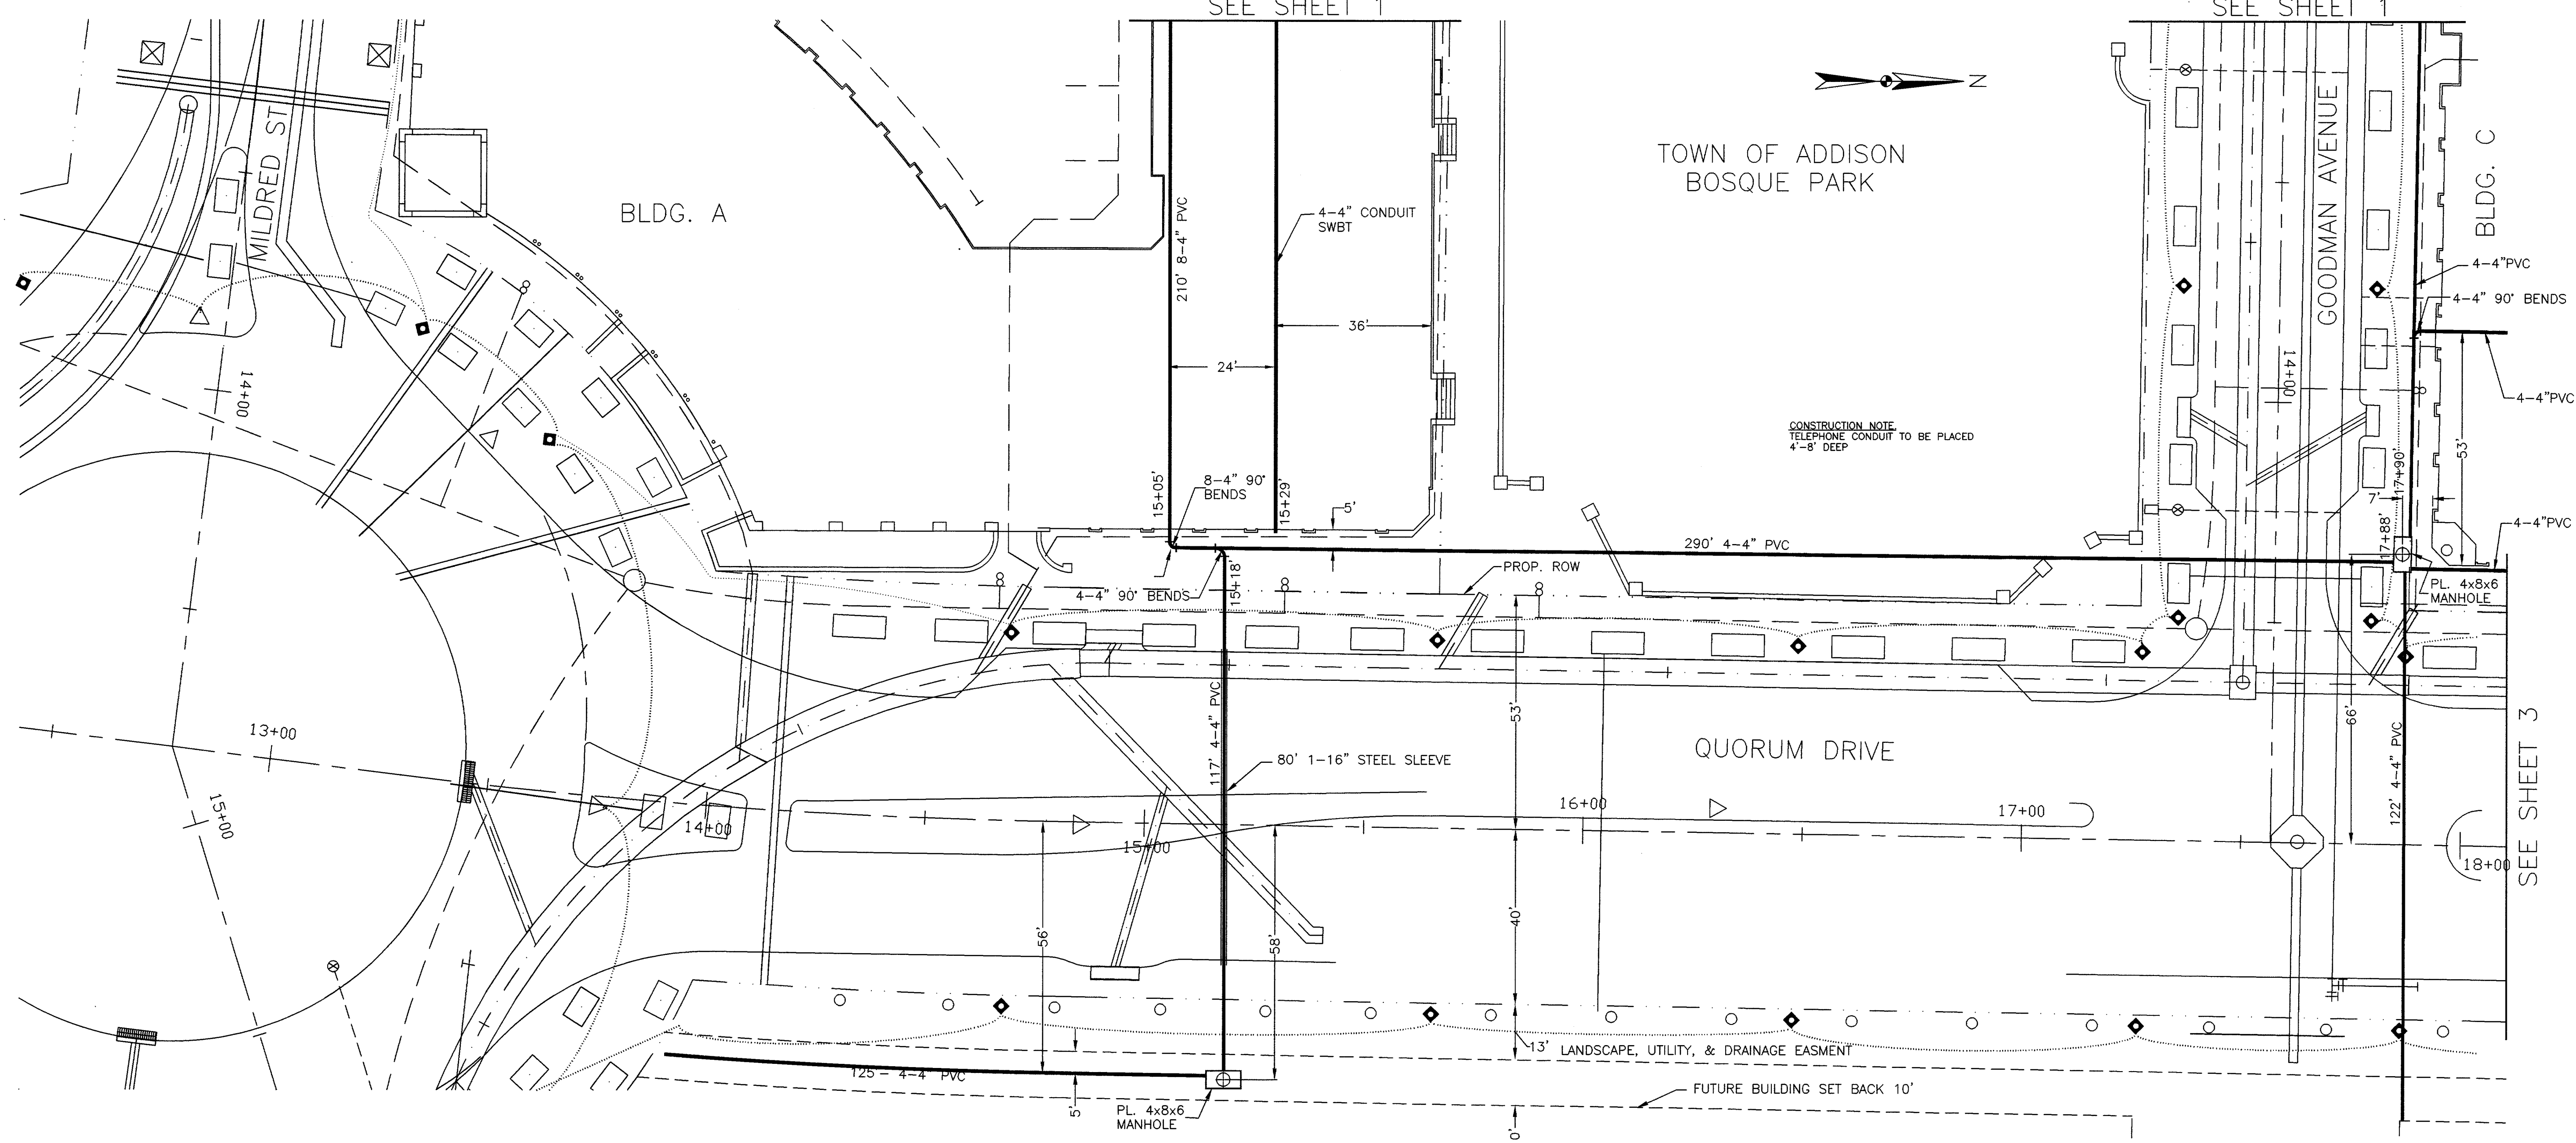 SEE SHEET 1
SEE SHEET 1
N
TOWN OF ADDISON
BOSQUE PARK
MILDRED ST
BLDG. A
210' 8-4" PVC
4-4" CONDUIT
SWBT
36'
24'
GOODMAN AVENUE
BLDG. C
4-4"PVC
4-4" 90° BENDS
14+00
14+00
4-4"PVC
53'
CONSTRUCTION NOTE.
TELEPHONE CONDUIT TO BE PLACED
4'-8' DEEP
15+05'
8-4" 90°
BENDS
15+29'
5'
17+90'
7'
17+88'
4-4"PVC
290' 4-4" PVC
PROP. ROW
4-4" 90° BENDS
15+18'
PL. 4x8x6
MANHOLE
53'
66'
117' 4-4" PVC
122' 4-4" PVC
SEE SHEET 3
13+00
80' 1-16" STEEL SLEEVE
QUORUM DRIVE
15+00
14+00
15+00
16+00
17+00
18+00
56'
58'
40'
13' LANDSCAPE, UTILITY, & DRAINAGE EASMENT
125- 4-4 PVC
FUTURE BUILDING SET BACK 10'
5'
PL. 4x8x6
MANHOLE
0'